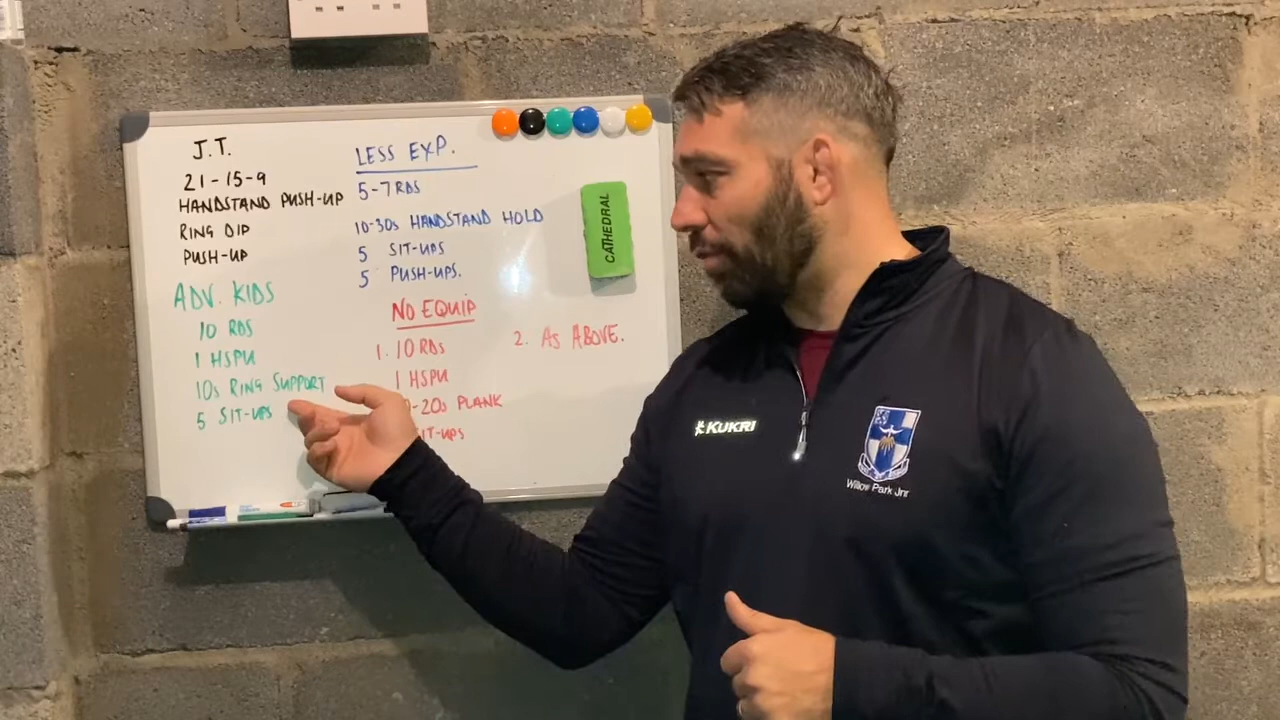 J.T.
21-15-9
HANDSTAND PUSH-UP
RING DIP
PUSH-UP
ADV. KIDS
10 RDS
1 HSPU
10s RING SUPPORT
5 SIT-UPS
LESS EXP.
5-7 RDS
10-30s HANDSTAND HOLD
5 SIT-UPS
5 PUSH-UPS.
NO EQUIP
1. 10 RDS
1 HSPU
-20s PLANK
SIT-UPS
2. AS ABOVE.
CATHEDRAL
KUKRI
Willow Park Jnr